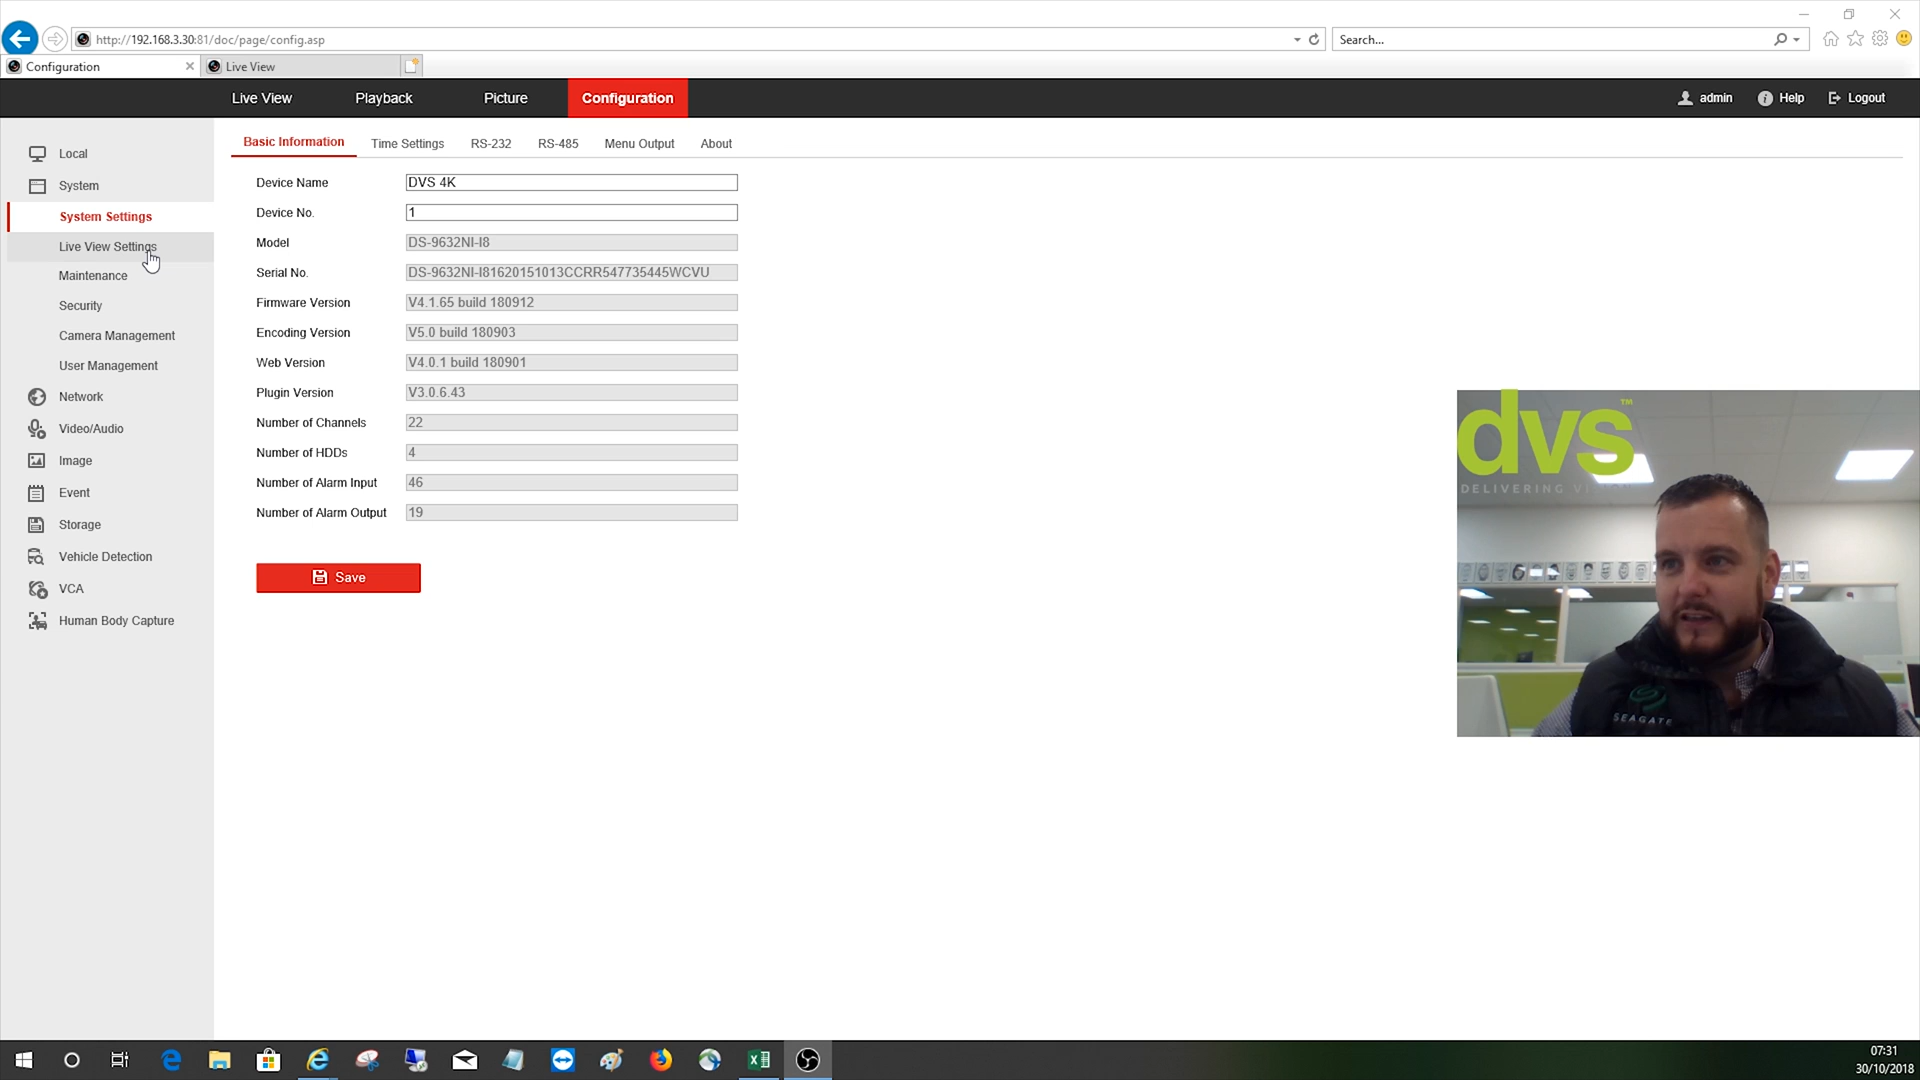 http://192.168.3.30:81/doc/page/config.asp
Search...
Configuration
Live View
Live View
Playback
Picture
Configuration
admin
Help
Logout
Local
System
System Settings
Live View Settings
Maintenance
Security
Camera Management
User Management
Network
Video/Audio
Image
Event
Storage
Vehicle Detection
VCA
Human Body Capture
Basic Information
Time Settings
RS-232
RS-485
Menu Output
About
Device Name
DVS 4K
Device No.
1
Model
DS-9632NI-I8
Serial No.
DS-9632NI-I81620151013CCRR547735445WCVU
Firmware Version
V4.1.65 build 180912
Encoding Version
V5.0 build 180903
Web Version
V4.0.1 build 180901
Plugin Version
V3.0.6.43
Number of Channels
22
Number of HDDs
4
Number of Alarm Input
46
Number of Alarm Output
19
Save
dvs™
DELIVERING VISION
SEAGATE
07:31
30/10/2018